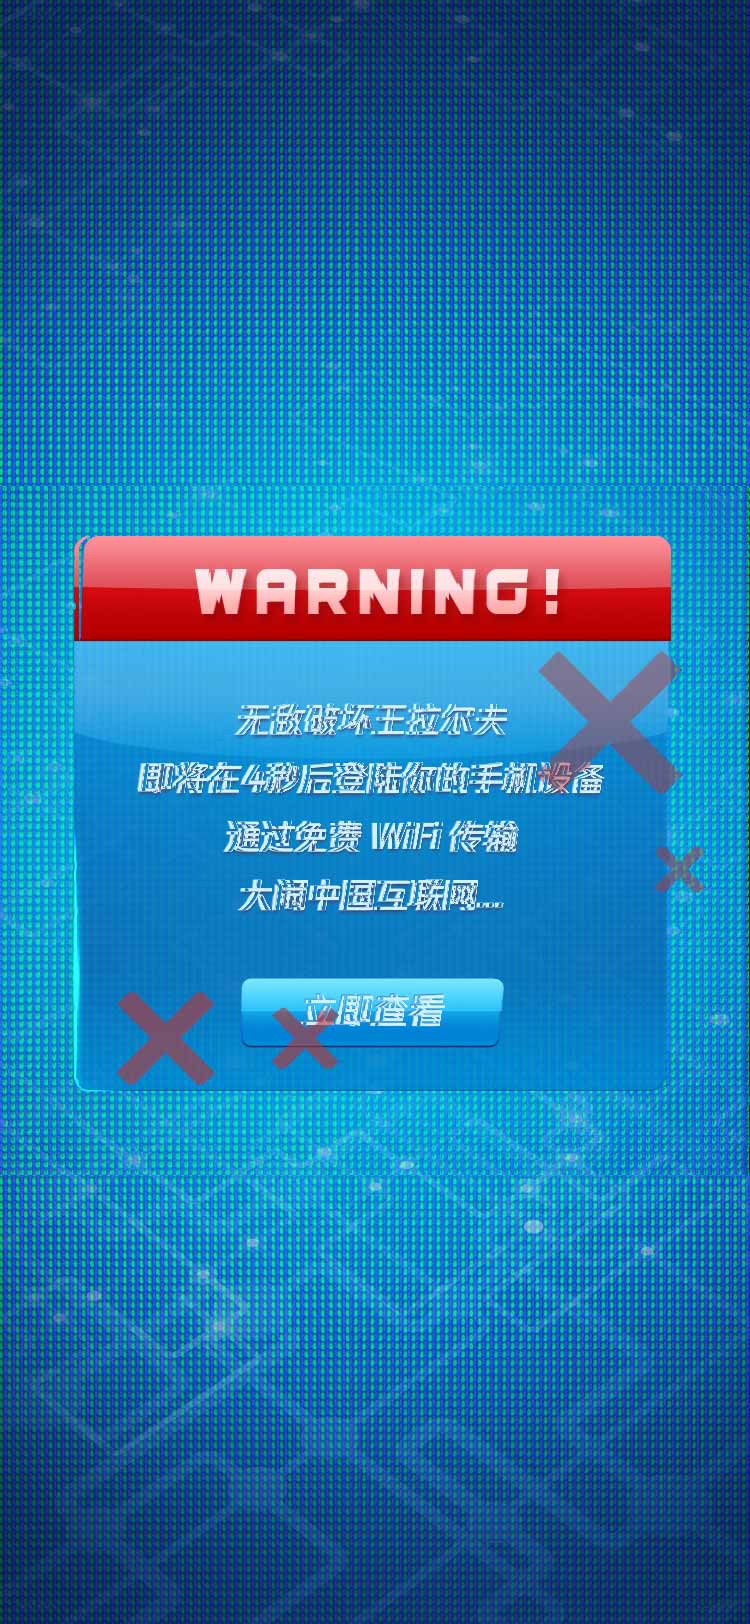 WARNING!
无敌破坏王拉尔夫
即将在4秒后登陆你的手机设备
通过免费 WiFi 传输
大闹中国互联网...
立即查看